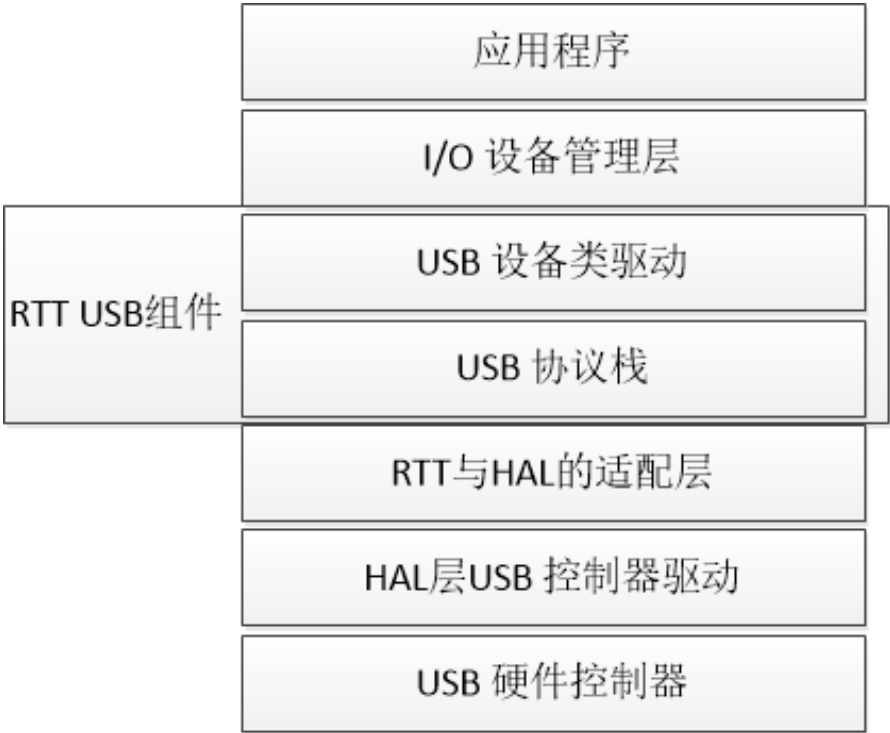 应用程序
I/O 设备管理层
USB 设备类驱动
RTT USB组件
USB 协议栈
RTT与HAL的适配层
HAL层USB 控制器驱动
USB 硬件控制器